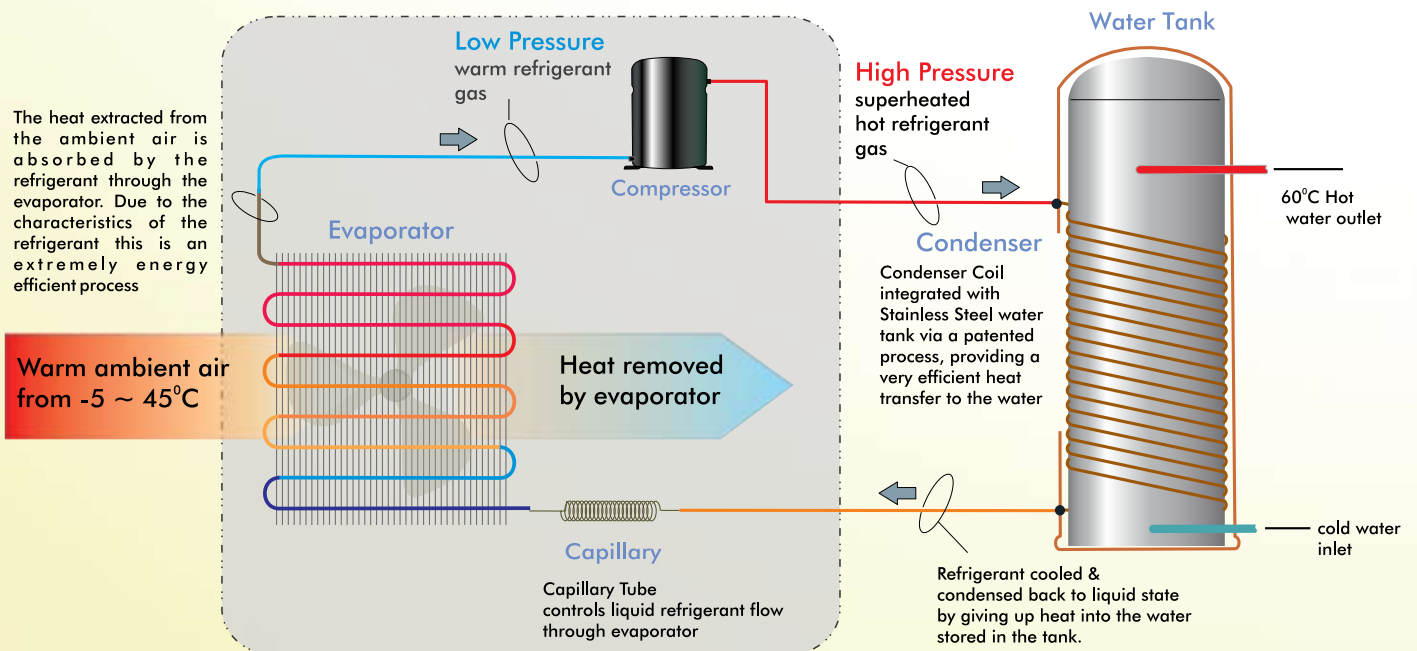 The heat extracted from
the ambient air is
absorbed by the
refrigerant through the
evaporator. Due to the
characteristics of the
refrigerant this is an
extremely energy
efficient process
Warm ambient air
from -5 ~ 45⁰C
Low Pressure
warm refrigerant
gas
Compressor
Evaporator
Heat removed
by evaporator
Capillary
Capillary Tube
controls liquid refrigerant flow
through evaporator
High Pressure
superheated
hot refrigerant
gas
Condenser
Condenser Coil
integrated with
Stainless Steel water
tank via a patented
process, providing a
very efficient heat
transfer to the water
Refrigerant cooled &
condensed back to liquid state
by giving up heat into the water
stored in the tank.
Water Tank
60⁰C Hot
water outlet
cold water
inlet